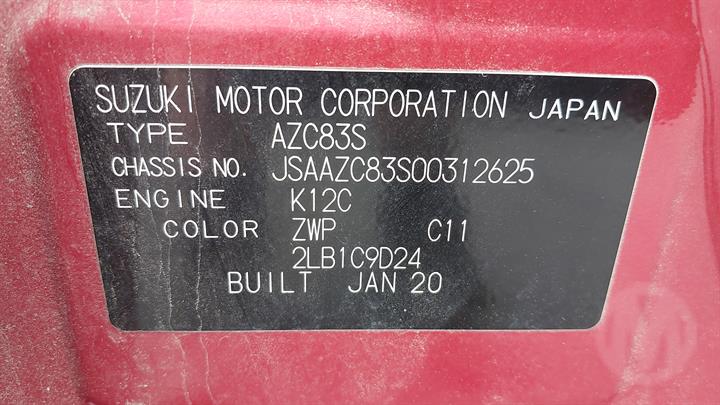 SUZUKI MOTOR CORPORATION JAPAN
TYPE AZC83S
CHASSIS NO. JSAAZC83S00312625
ENGINE K12C
COLOR ZWP C11
2LB1C9D24
BUILT JAN 20
M